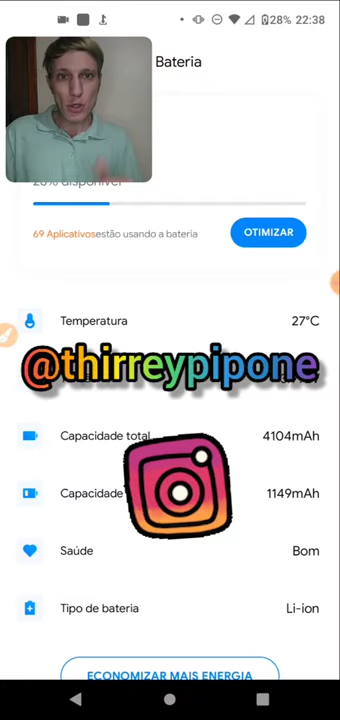 28% 22:38
Bateria
28% disponível
69 Aplicativosestão usando a bateria
OTIMIZAR
Temperatura 27°C
@thirreypipone
Capacidade total 4104mAh
Capacidade 1149mAh
Saúde Bom
Tipo de bateria Li-ion
ECONOMIZAR MAIS ENERGIA